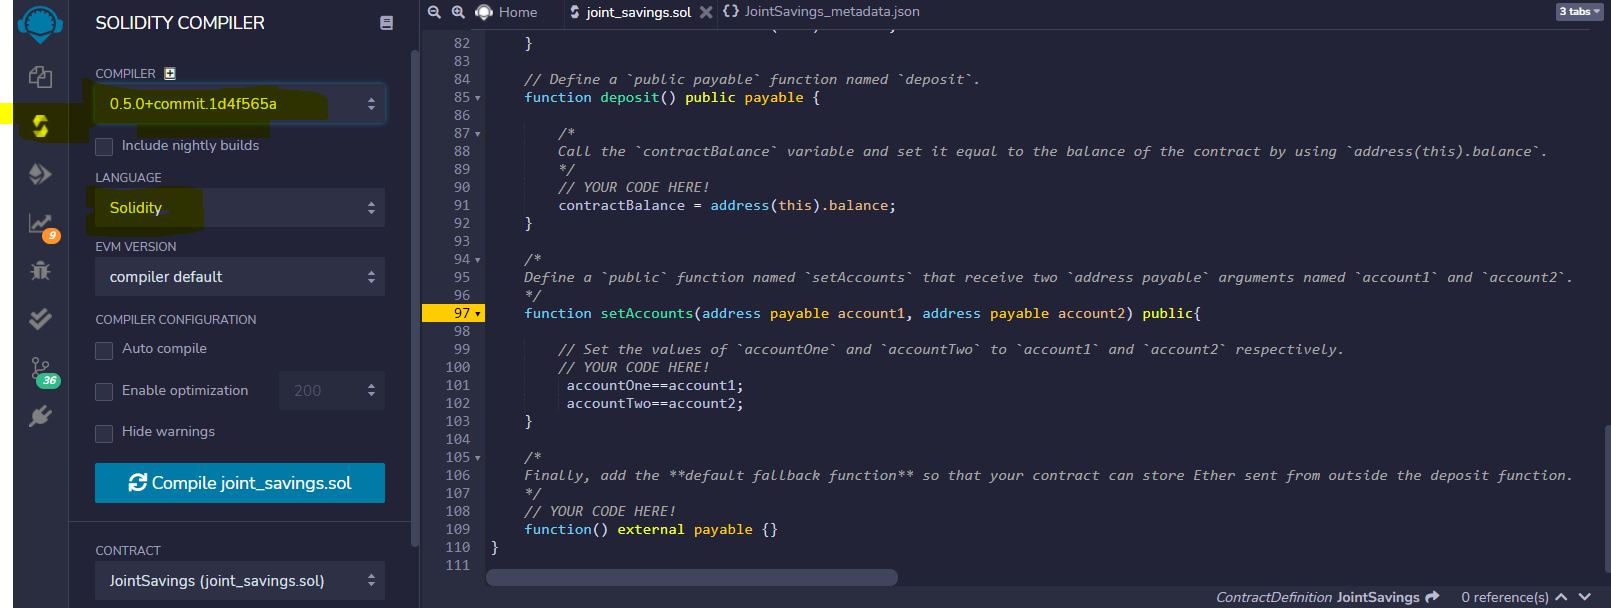 SOLIDITY COMPILER
COMPILER
0.5.0+commit.1d4f565a
Include nightly builds
LANGUAGE
Solidity
EVM VERSION
compiler default
COMPILER CONFIGURATION
Auto compile
Enable optimization 200
Hide warnings
Compile joint_savings.sol
CONTRACT
JointSavings (joint_savings.sol)
9
36
Home joint_savings.sol JointSavings_metadata.json 3 tabs
82 }
83
84 // Define a `public payable` function named `deposit`.
85 function deposit() public payable {
86
87 /*
88 Call the `contractBalance` variable and set it equal to the balance of the contract by using `address(this).balance`.
89 */
90 // YOUR CODE HERE!
91 contractBalance = address(this).balance;
92 }
93
94 /*
95 Define a `public` function named `setAccounts` that receive two `address payable` arguments named `account1` and `account2`.
96 */
97 function setAccounts(address payable account1, address payable account2) public{
98
99 // Set the values of `accountOne` and `accountTwo` to `account1` and `account2` respectively.
100 // YOUR CODE HERE!
101 accountOne==account1;
102 accountTwo==account2;
103 }
104
105 /*
106 Finally, add the **default fallback function** so that your contract can store Ether sent from outside the deposit function.
107 */
108 // YOUR CODE HERE!
109 function() external payable {}
110 }
111
ContractDefinition JointSavings 0 reference(s)